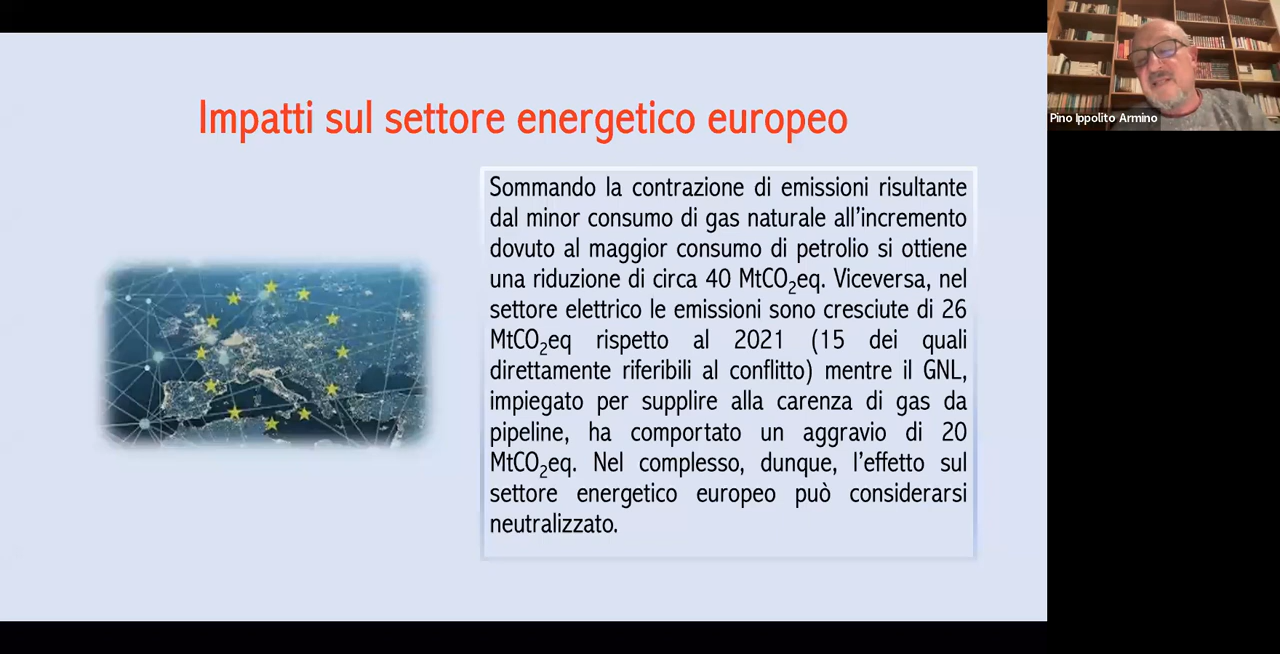 Impatti sul settore energetico europeo
Sommando la contrazione di emissioni risultante
dal minor consumo di gas naturale all’incremento
dovuto al maggior consumo di petrolio si ottiene
una riduzione di circa 40 MtCO₂eq. Viceversa, nel
settore elettrico le emissioni sono cresciute di 26
MtCO₂eq rispetto al 2021 (15 dei quali
direttamente riferibili al conflitto) mentre il GNL,
impiegato per supplire alla carenza di gas da
pipeline, ha comportato un aggravio di 20
MtCO₂eq. Nel complesso, dunque, l’effetto sul
settore energetico europeo può considerarsi
neutralizzato.
Pino Ippolito Armino